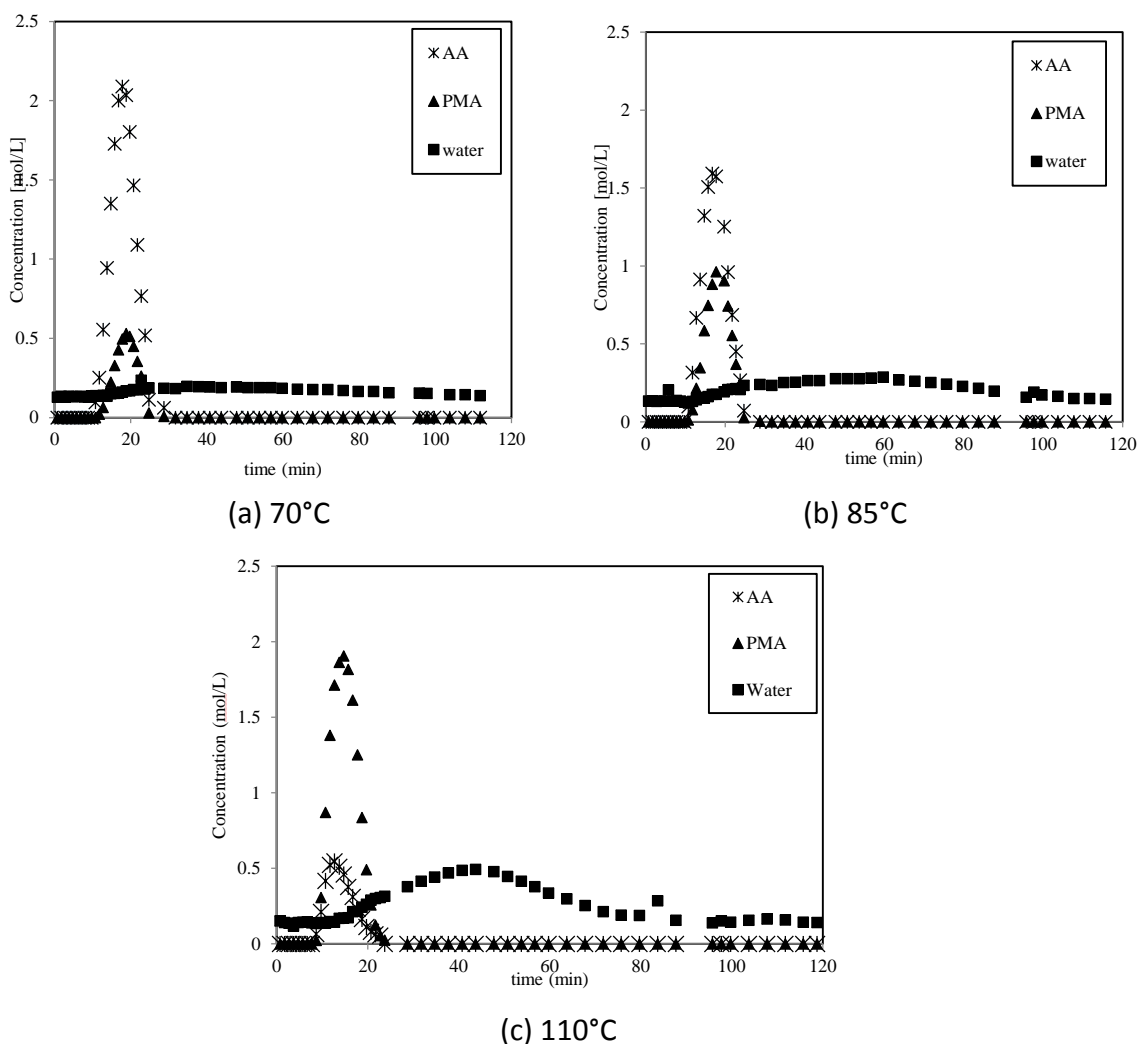 2.5
2
1.5
1
0.5
0
Concentration [mol/L]
AA
PMA
water
0 20 40 60 80 100 120
time (min)
(a) 70°C
2.5
2
1.5
1
0.5
0
Concentration [mol/L]
AA
PMA
water
0 20 40 60 80 100 120
time (min)
(b) 85°C
2.5
2
1.5
1
0.5
0
Concentration (mol/L)
AA
PMA
Water
0 20 40 60 80 100 120
time (min)
(c) 110°C